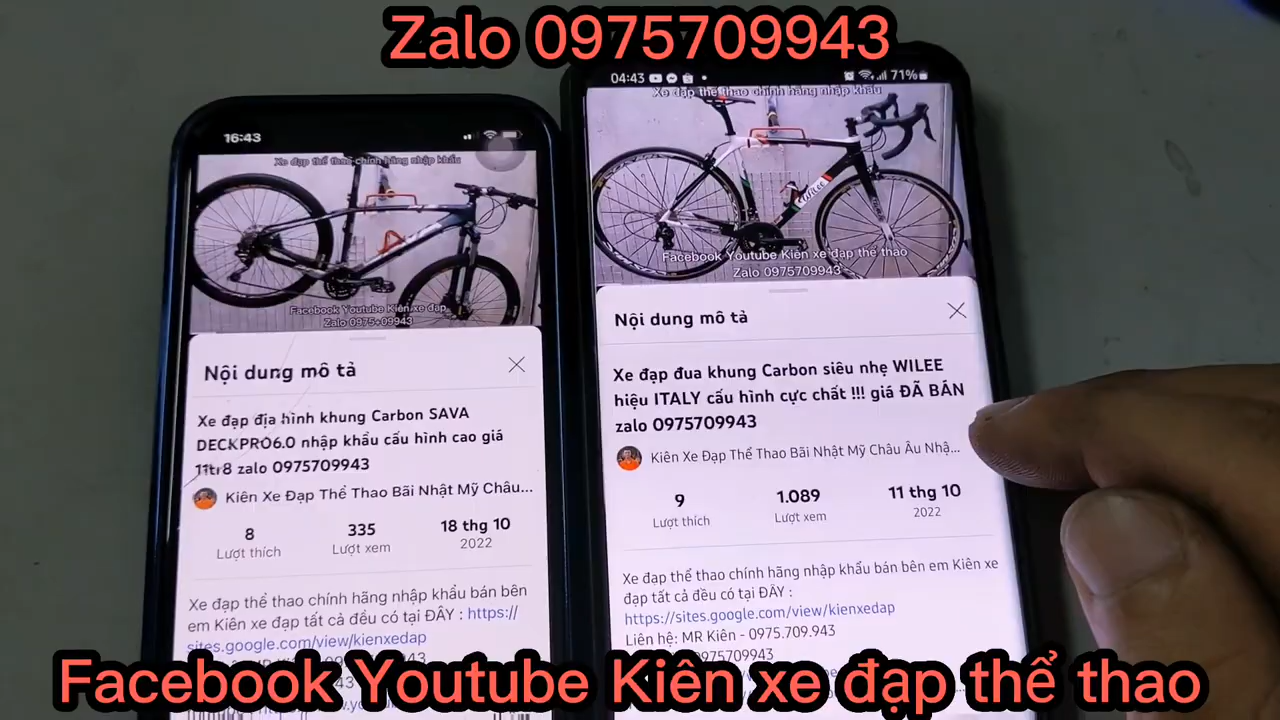 Zalo 0975709943
16:43
Xe đạp thể thao chính hãng nhập khẩu
Facebook Youtube Kiên xe đạp
Nội dung mô tả
Xe đạp địa hình khung Carbon SAVA
DECKPRO6.0 nhập khẩu cấu hình cao giá
11tr8 zalo 0975709943
Kiên Xe Đạp Thể Thao Bãi Nhật Mỹ Châu...
8 335 18 thg 10
Lượt thích Lượt xem 2022
Xe đạp thể thao chính hãng nhập khẩu bán bên
em Kiên xe đạp tất cả đều có tại ĐÂY : https://
sites.google.com/view/kienxedap
04:43 71%
Xe đạp thể thao chính hãng nhập khẩu
Facebook Youtube Kiên xe đạp thể thao
Zalo 0975709943
Nội dung mô tả
Xe đạp đua khung Carbon siêu nhẹ WILEE
hiệu ITALY cấu hình cực chất !!! giá ĐÃ BÁN
zalo 0975709943
Kiên Xe Đạp Thể Thao Bãi Nhật Mỹ Châu Âu Nhậ...
9 1.089 11 thg 10
Lượt thích Lượt xem 2022
Xe đạp thể thao chính hãng nhập khẩu bán bên em Kiên xe
đạp tất cả đều có tại ĐÂY :
https://sites.google.com/view/kienxedap
Liên hệ: MR Kiên - 0975.709.943
0975709943
Facebook Youtube Kiên xe đạp thể thao